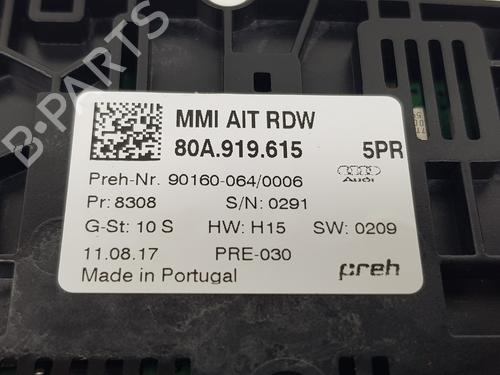 B-PARTS
MMI AIT RDW
80A.919.615 5PR
Audi
Preh-Nr. 90160-064/0006
Pr: 8308 S/N: 0291
G-St: 10 S HW: H15 SW: 0209
11.08.17 PRE-030
Made in Portugal preh